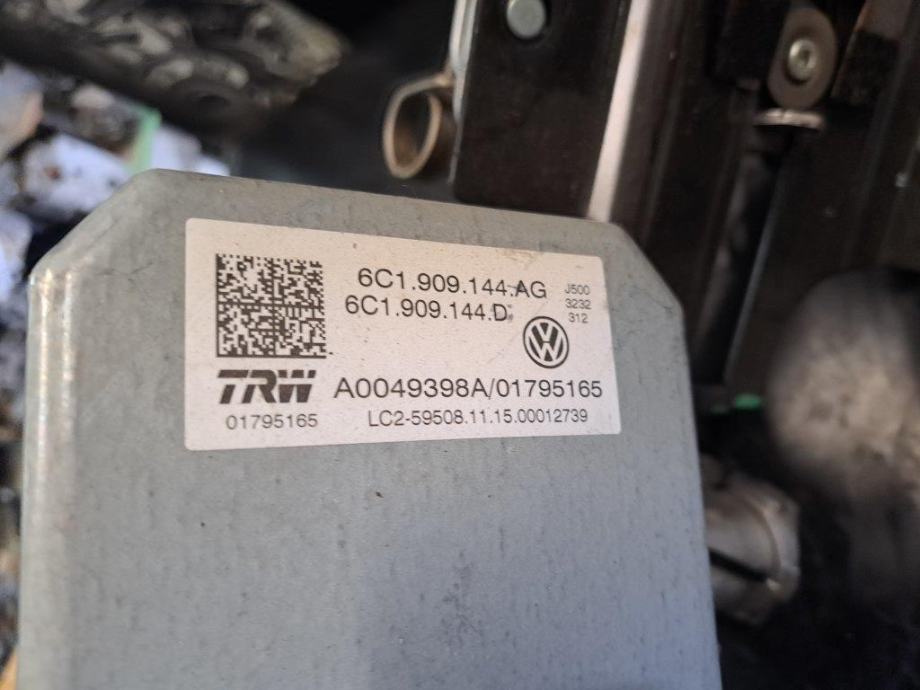 6C1.909.144.AG
6C1.909.144.D
J500
3232
312
TRW
A0049398A/01795165
01795165
LC2-59508.11.15.00012739